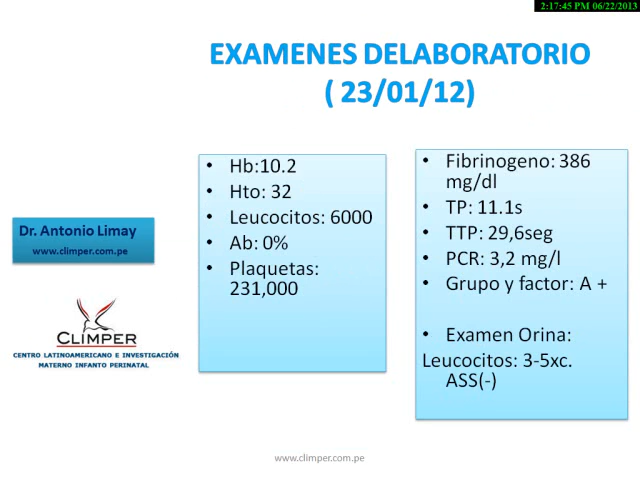 2:17:45 PM 06/22/2013
EXAMENES DELABORATORIO
( 23/01/12)
• Hb:10.2
• Hto: 32
• Leucocitos: 6000
• Ab: 0%
• Plaquetas:
231,000
• Fibrinogeno: 386
mg/dl
• TP: 11.1s
• TTP: 29,6seg
• PCR: 3,2 mg/l
• Grupo y factor: A +
• Examen Orina:
Leucocitos: 3-5xc.
ASS(-)
Dr. Antonio Limay
www.climper.com.pe
CLIMPER
CENTRO LATINOAMERICANO E INVESTIGACIÓN
MATERNO INFANTO PERINATAL
www.climper.com.pe